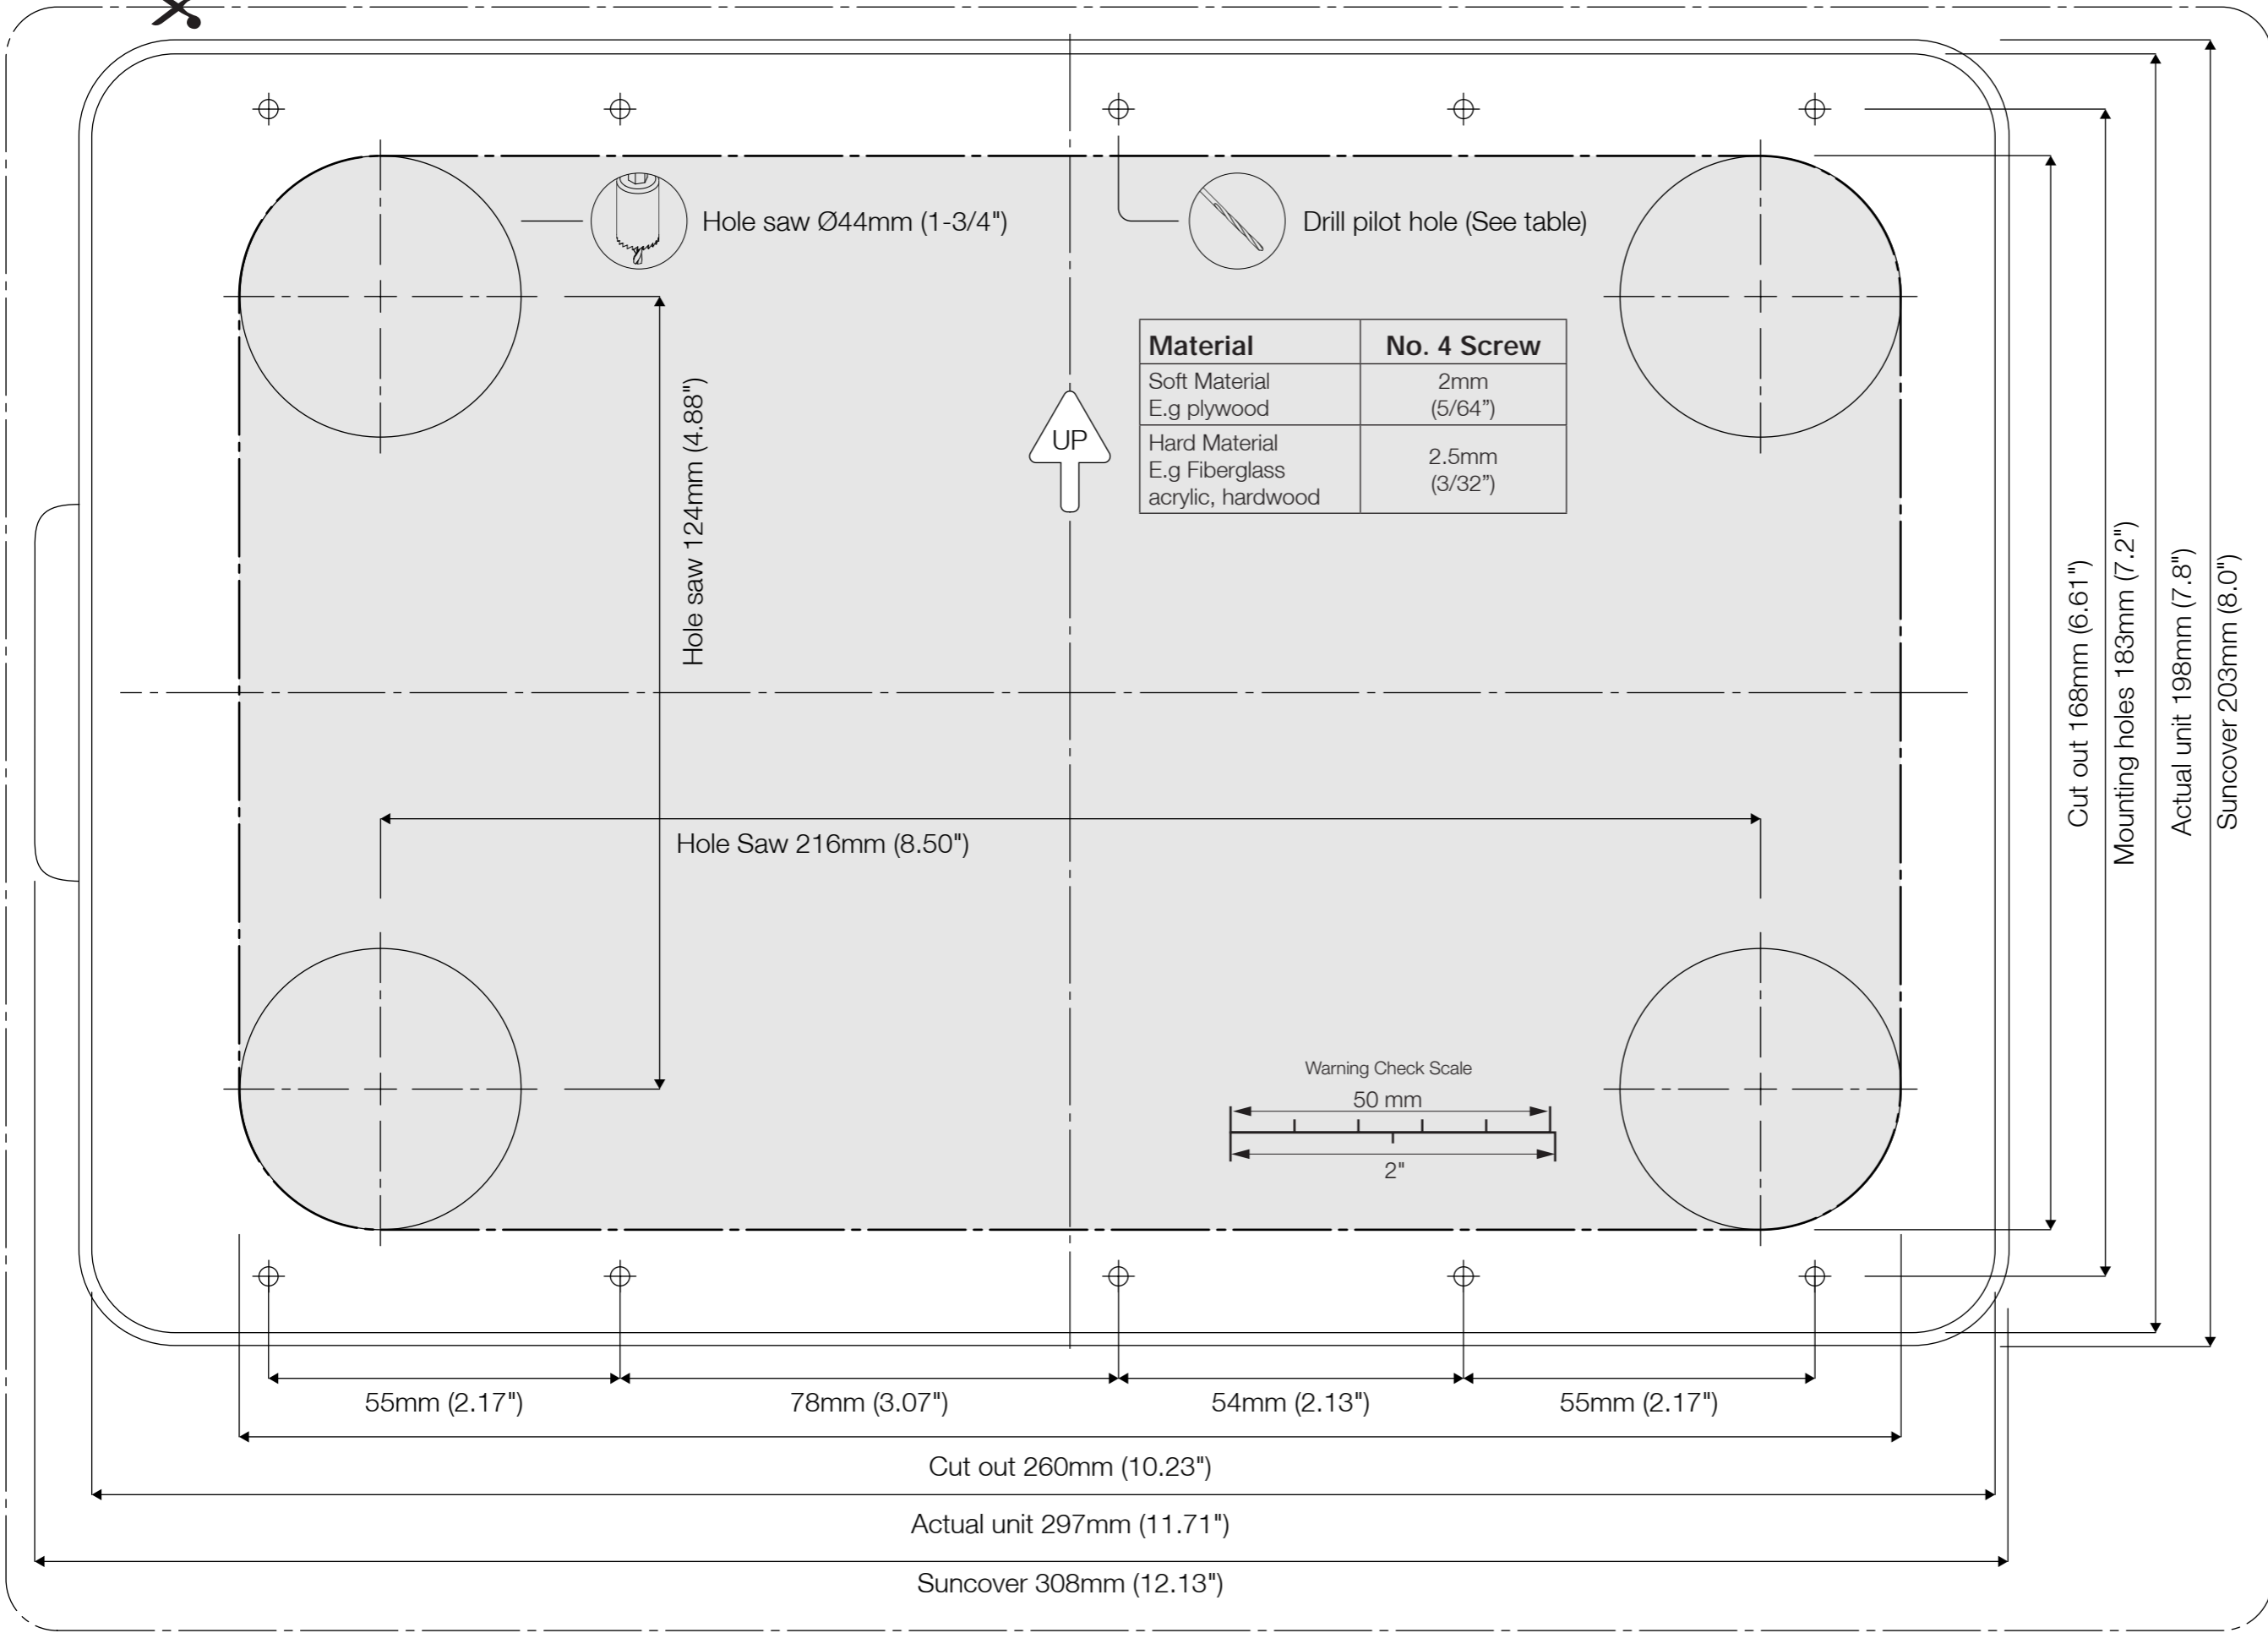 Hole saw Ø44mm (1-3/4")
Drill pilot hole (See table)
Material No. 4 Screw
Soft Material
E.g plywood
2mm
(5/64”)
Hard Material
E.g Fiberglass
acrylic, hardwood
2.5mm
(3/32”)
UP
Hole saw 124mm (4.88")
Hole Saw 216mm (8.50")
Warning Check Scale
50 mm
2"
Cut out 168mm (6.61")
Mounting holes 183mm (7.2")
Actual unit 198mm (7.8")
Suncover 203mm (8.0")
55mm (2.17") 78mm (3.07") 54mm (2.13") 55mm (2.17")
Cut out 260mm (10.23")
Actual unit 297mm (11.71")
Suncover 308mm (12.13")